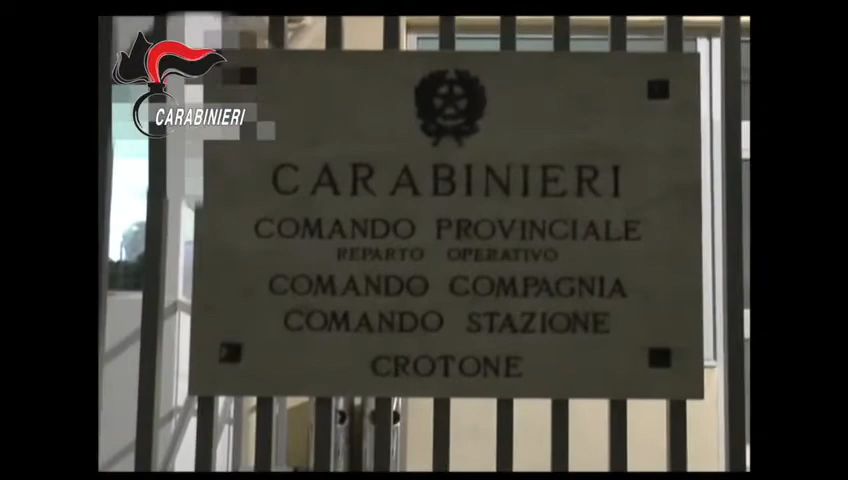 CARABINIERI
CARABINIERI
COMANDO PROVINCIALE
REPARTO OPERATIVO
COMANDO COMPAGNIA
COMANDO STAZIONE
CROTONE